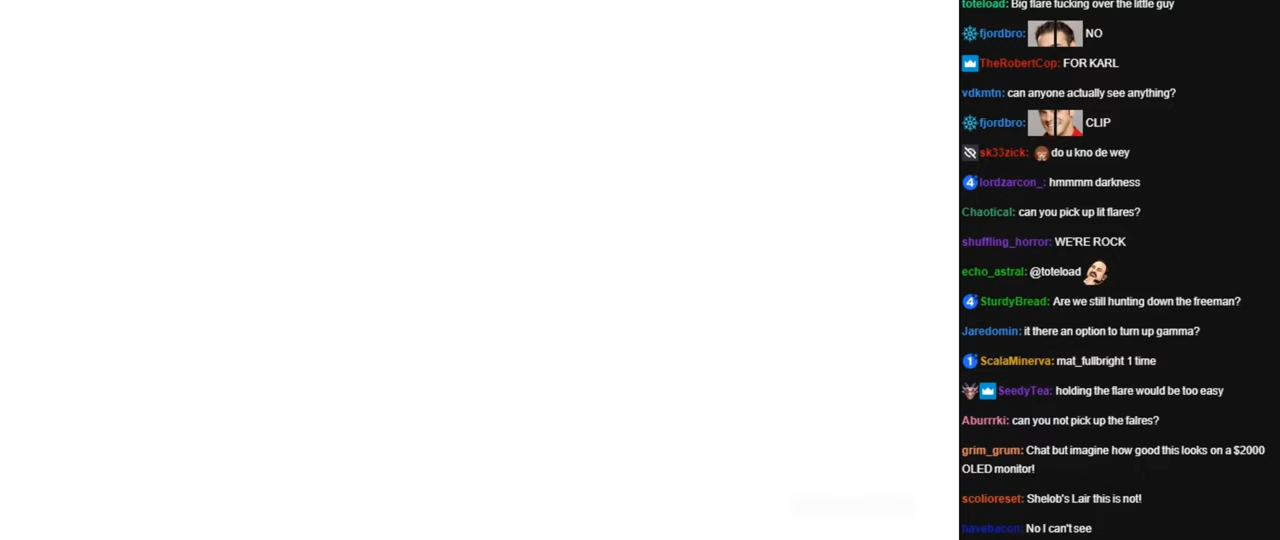 toteload: Big flare fucking over the little guy
fjordbro: NO
TheRobertCop: FOR KARL
vdkmtn: can anyone actually see anything?
fjordbro: CLIP
sk33zick: do u kno de wey
4 lordzarcon_: hmmmm darkness
Chaotical: can you pick up lit flares?
shuffling_horror: WE'RE ROCK
echo_astral: @toteload
4 SturdyBread: Are we still hunting down the freeman?
Jaredomin: it there an option to turn up gamma?
1 ScalaMinerva: mat_fullbright 1 time
SeedyTea: holding the flare would be too easy
Aburrrki: can you not pick up the falres?
grim_grum: Chat but imagine how good this looks on a $2000
OLED monitor!
scolioreset: Shelob's Lair this is not!
havebacon: No I can't see